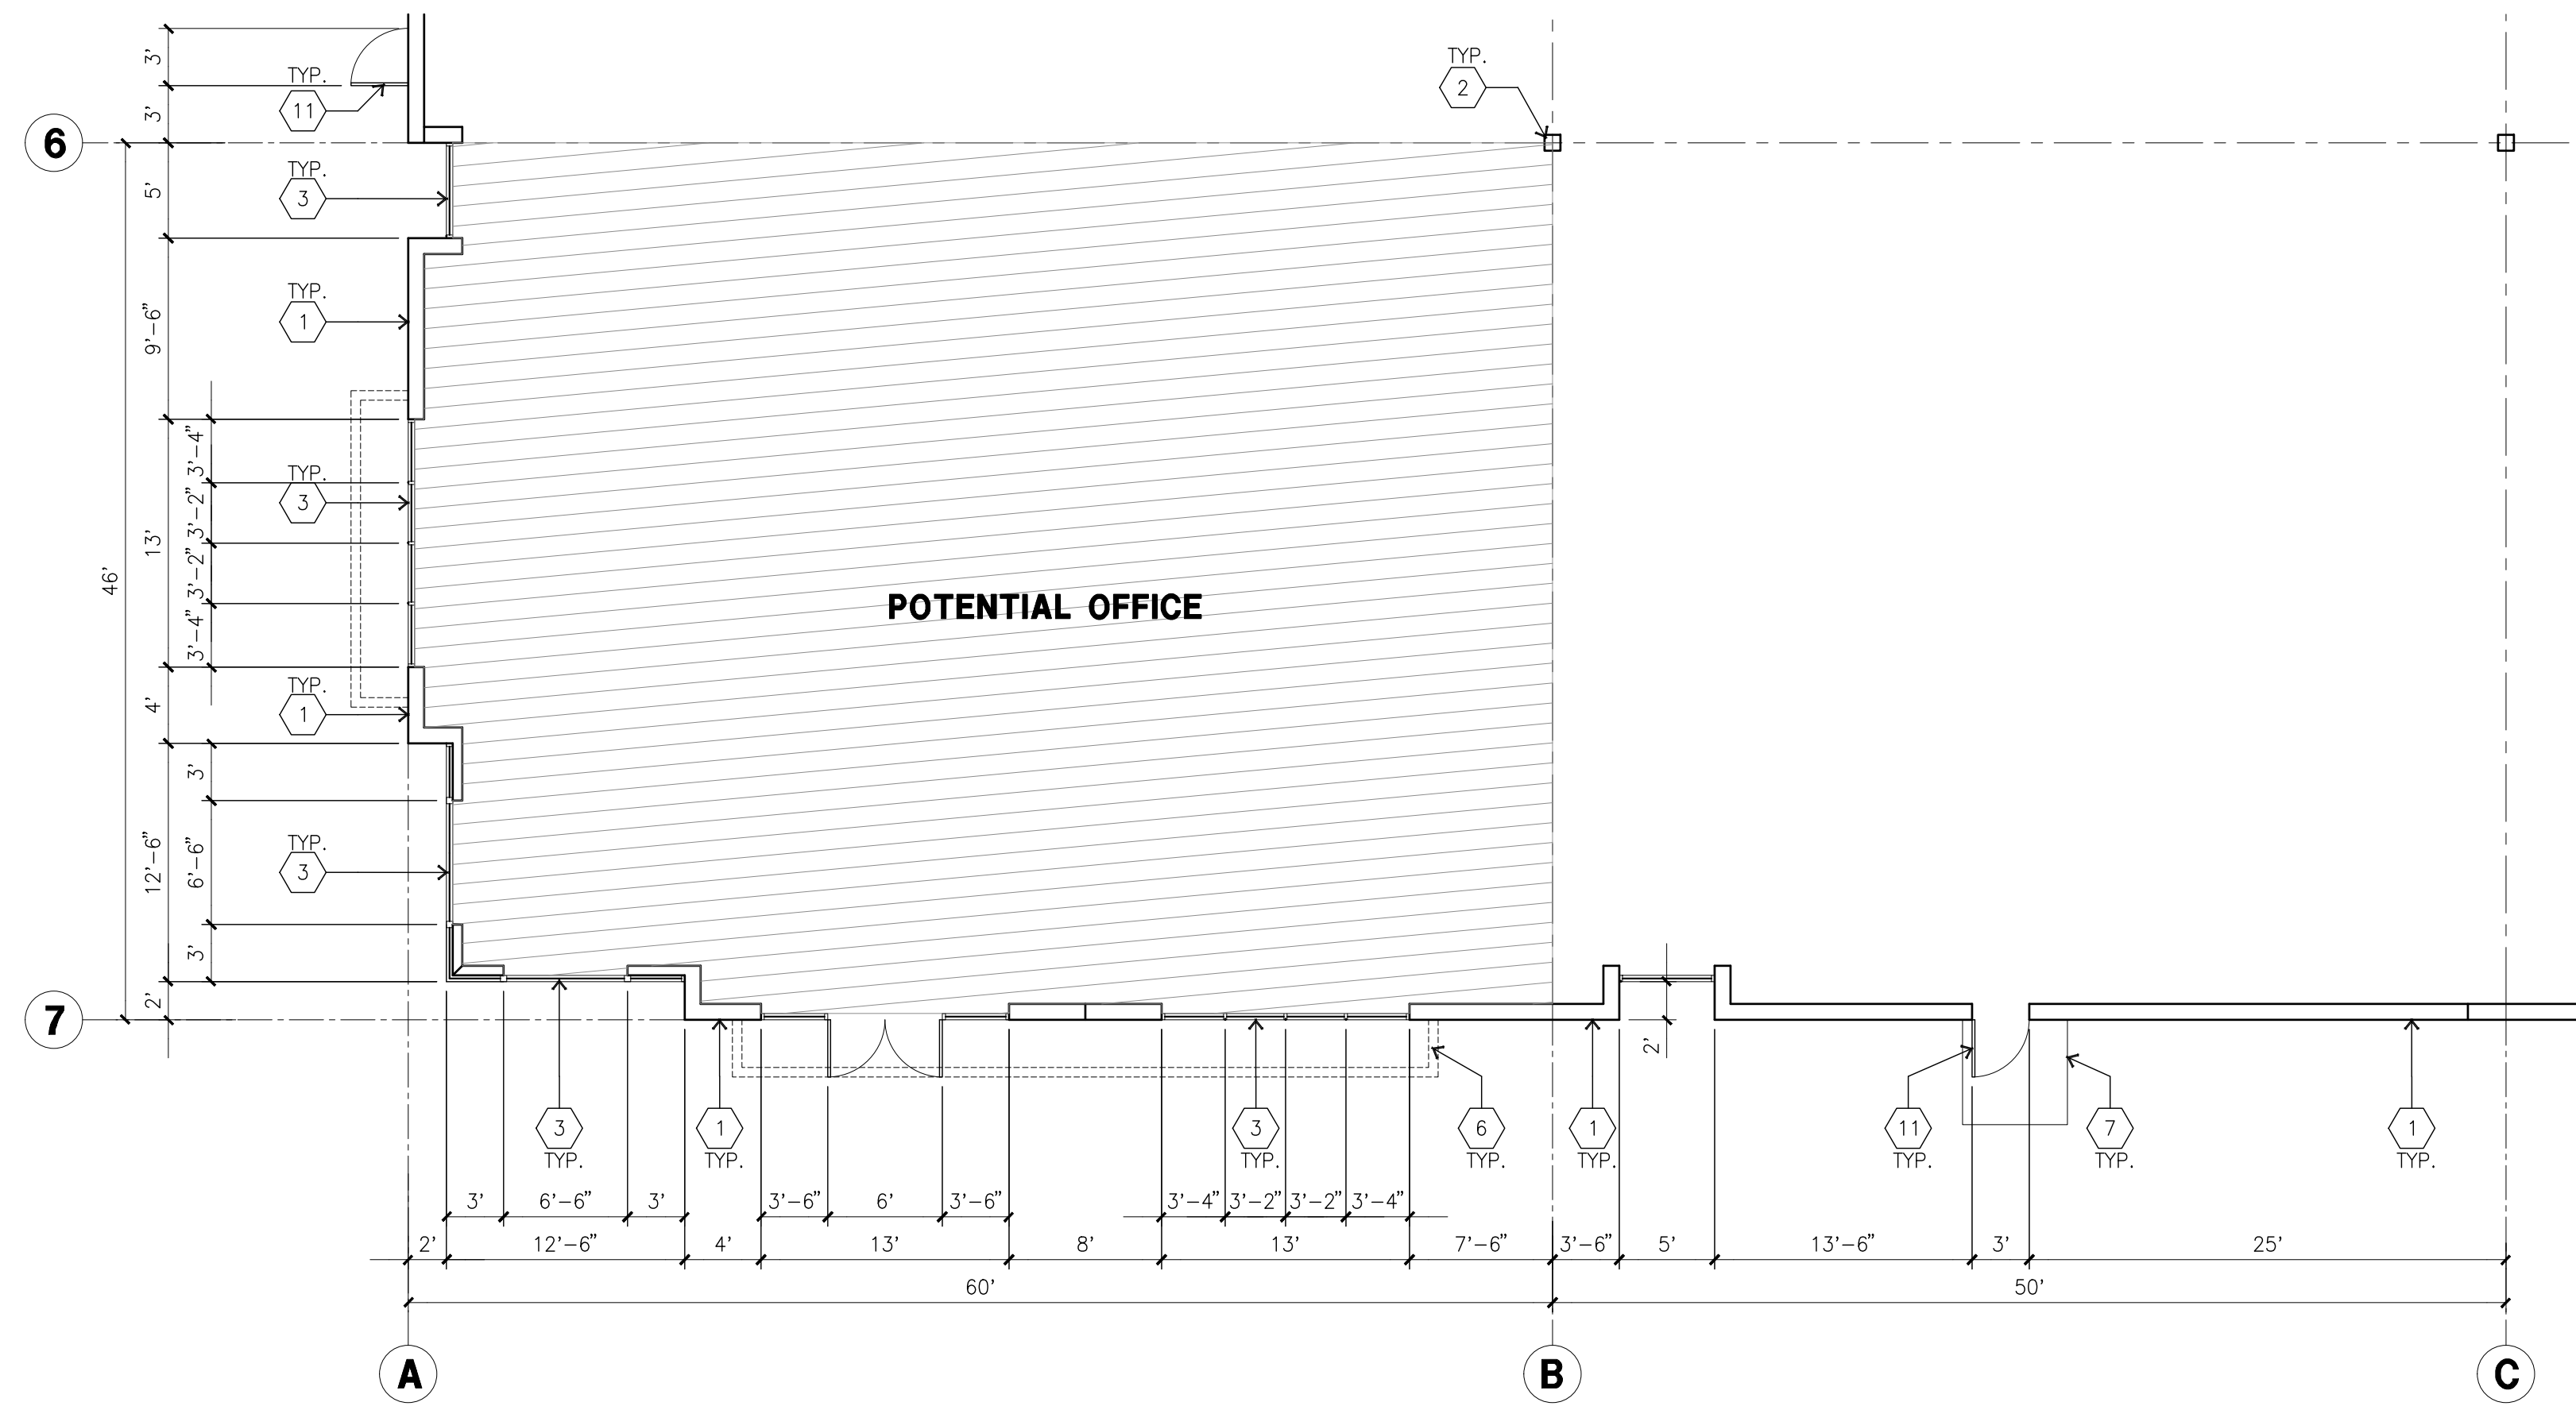 3'
TYP.
11
3'
TYP.
2
6
TYP.
3
5'
TYP.
1
9'-6"
3'-4"
TYP.
3
3'-2"
13'
3'-2"
46'
POTENTIAL OFFICE
3'-4"
TYP.
1
4'
3'
TYP.
3
12'-6"
6'-6"
3'
2'
7
2'
3
TYP.
1
TYP.
3
TYP.
6
TYP.
1
TYP.
11
TYP.
7
TYP.
1
TYP.
3' 6'-6" 3' 3'-6" 6' 3'-6" 3'-4" 3'-2" 3'-2" 3'-4"
2' 12'-6" 4' 13' 8' 13' 7'-6" 3'-6" 5' 13'-6" 3' 25'
60' 50'
A B C